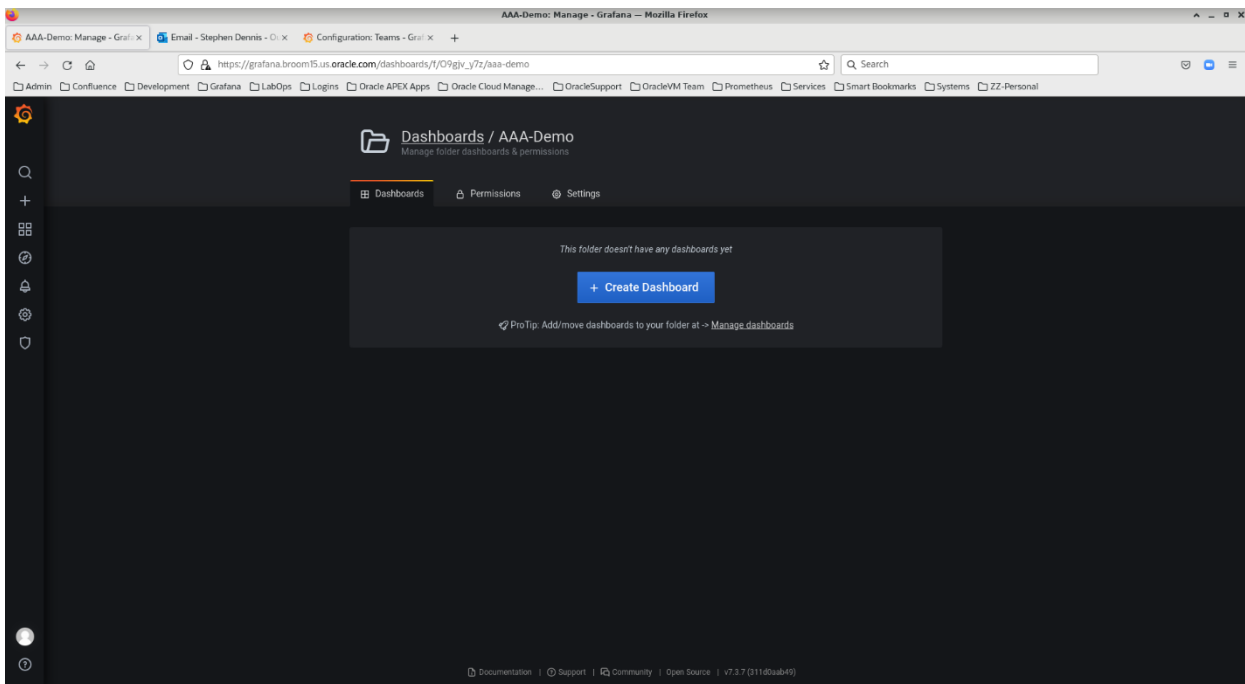 AAA-Demo: Manage - Grafana — Mozilla Firefox
AAA-Demo: Manage - Graf
Email - Stephen Dennis - Ou
Configuration: Teams - Graf
https://grafana.broom15.us.oracle.com/dashboards/f/O9gjv_y7z/aaa-demo
Search
Admin Confluence Development Grafana LabOps Logins Oracle APEX Apps Oracle Cloud Manage... OracleSupport OracleVM Team Prometheus Services Smart Bookmarks Systems ZZ-Personal
Dashboards / AAA-Demo
Manage folder dashboards & permissions
Dashboards Permissions Settings
This folder doesn't have any dashboards yet
+ Create Dashboard
ProTip: Add/move dashboards to your folder at -> Manage dashboards
Documentation | Support | Community | Open Source | v7.3.7 (311d0aab49)